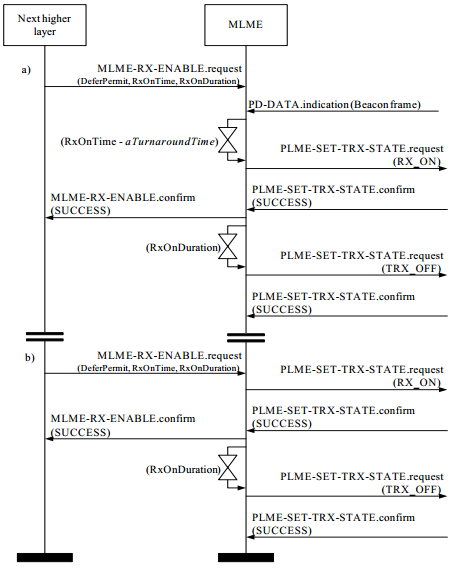 Next higher
layer
MLME
a)
MLME-RX-ENABLE.request
(DeferPermit, RxOnTime, RxOnDuration)
PD-DATA.indication (Beacon frame)
(RxOnTime - aTurnaroundTime)
PLME-SET-TRX-STATE.request
(RX_ON)
MLME-RX-ENABLE.confirm
(SUCCESS)
PLME-SET-TRX-STATE.confirm
(SUCCESS)
(RxOnDuration)
PLME-SET-TRX-STATE.request
(TRX_OFF)
PLME-SET-TRX-STATE.confirm
(SUCCESS)
b)
MLME-RX-ENABLE.request
(DeferPermit, RxOnTime, RxOnDuration)
PLME-SET-TRX-STATE.request
(RX_ON)
MLME-RX-ENABLE.confirm
(SUCCESS)
PLME-SET-TRX-STATE.confirm
(SUCCESS)
(RxOnDuration)
PLME-SET-TRX-STATE.request
(TRX_OFF)
PLME-SET-TRX-STATE.confirm
(SUCCESS)